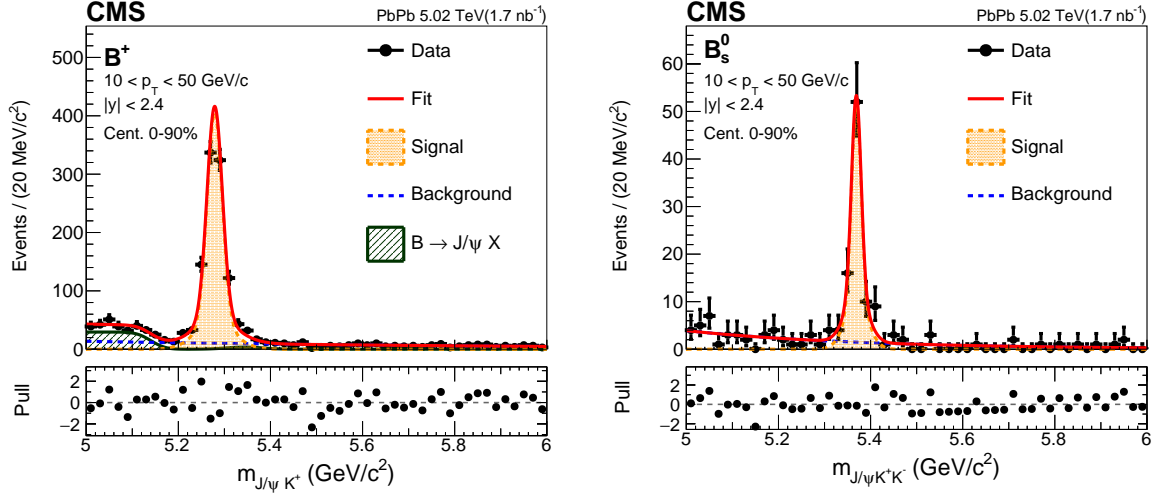 CMS
PbPb 5.02 TeV(1.7 nb⁻¹)
B⁺
10 < p_T < 50 GeV/c
|y| < 2.4
Cent. 0-90%
Data
Fit
Signal
Background
B → J/ψ X
Events / (20 MeV/c²)
500
400
300
200
100
0
Pull
2
0
−2
5
5.2
5.4
5.6
5.8
6
m_{J/ψ K⁺} (GeV/c²)
CMS
PbPb 5.02 TeV(1.7 nb⁻¹)
B_s⁰
10 < p_T < 50 GeV/c
|y| < 2.4
Cent. 0-90%
Data
Fit
Signal
Background
Events / (20 MeV/c²)
60
50
40
30
20
10
0
Pull
2
0
−2
5
5.2
5.4
5.6
5.8
6
m_{J/ψK⁺K⁻} (GeV/c²)